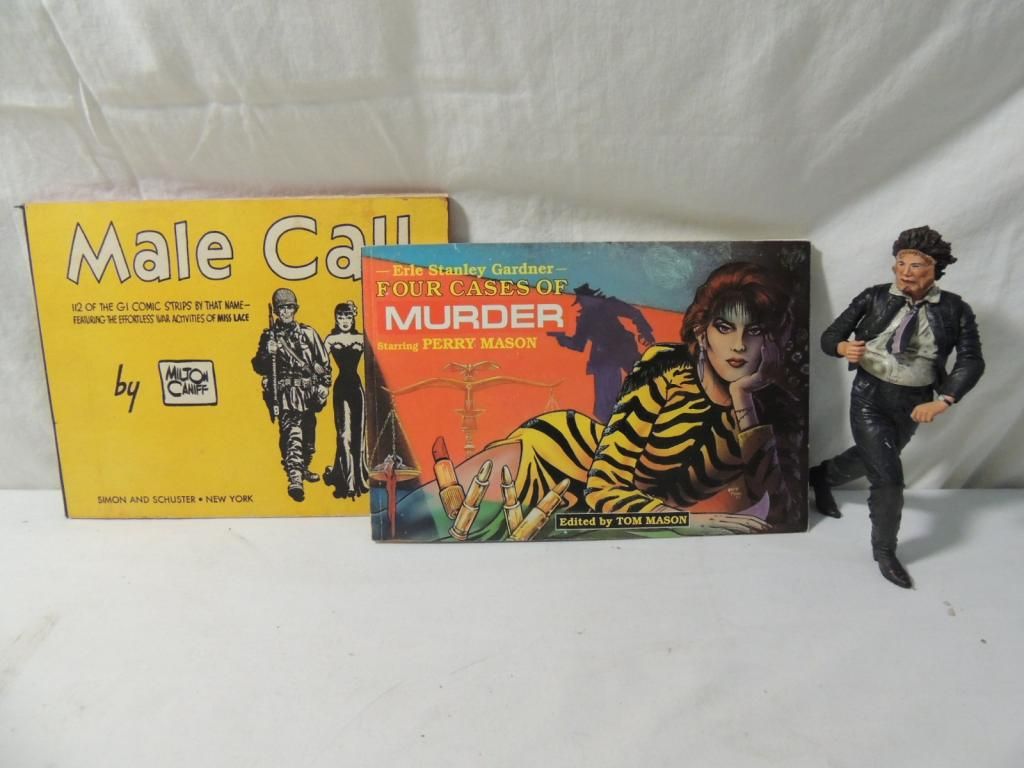 Male Call
112 OF THE GI COMIC STRIPS BY THAT NAME—
FEATURING THE EFFORTLESS WAR ACTIVITIES OF MISS LACE
by
MILTON
CANIFF
SIMON AND SCHUSTER • NEW YORK
—Erle Stanley Gardner—
FOUR CASES OF
MURDER
Starring PERRY MASON
Edited by TOM MASON